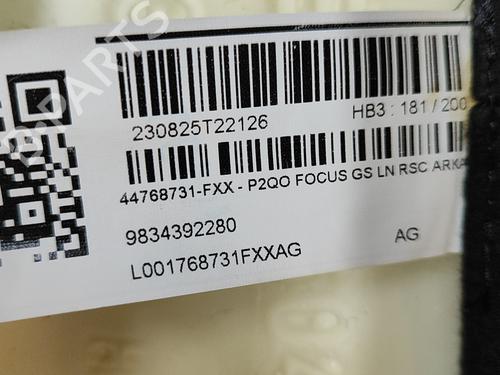 230825T22126
HB3 : 181 / 200
44768731-FXX - P2QO FOCUS GS LN RSC ARKA
9834392280
AG
L001768731FXXAG